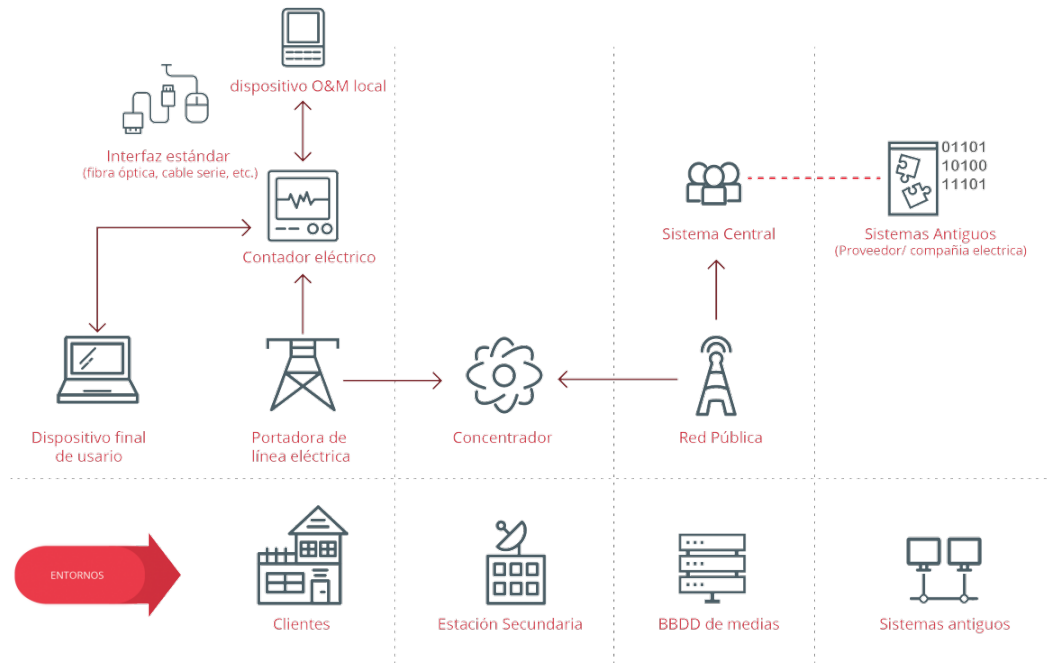 dispositivo O&M local
Interfaz estándar
(fibra óptica, cable serie, etc.)
Contador eléctrico
01101
10100
11101
Sistema Central
Sistemas Antiguos
(Proveedor/ compañia electrica)
Dispositivo final
de usario
Portadora de
línea eléctrica
Concentrador
Red Pública
ENTORNOS
Clientes
Estación Secundaria
BBDD de medias
Sistemas antiguos